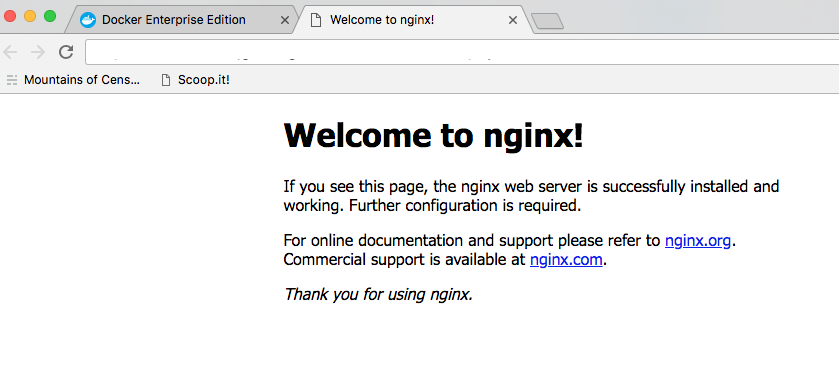 Docker Enterprise Edition
Welcome to nginx!
Mountains of Cens...
Scoop.it!
Welcome to nginx!
If you see this page, the nginx web server is successfully installed and
working. Further configuration is required.
For online documentation and support please refer to nginx.org.
Commercial support is available at nginx.com.
Thank you for using nginx.